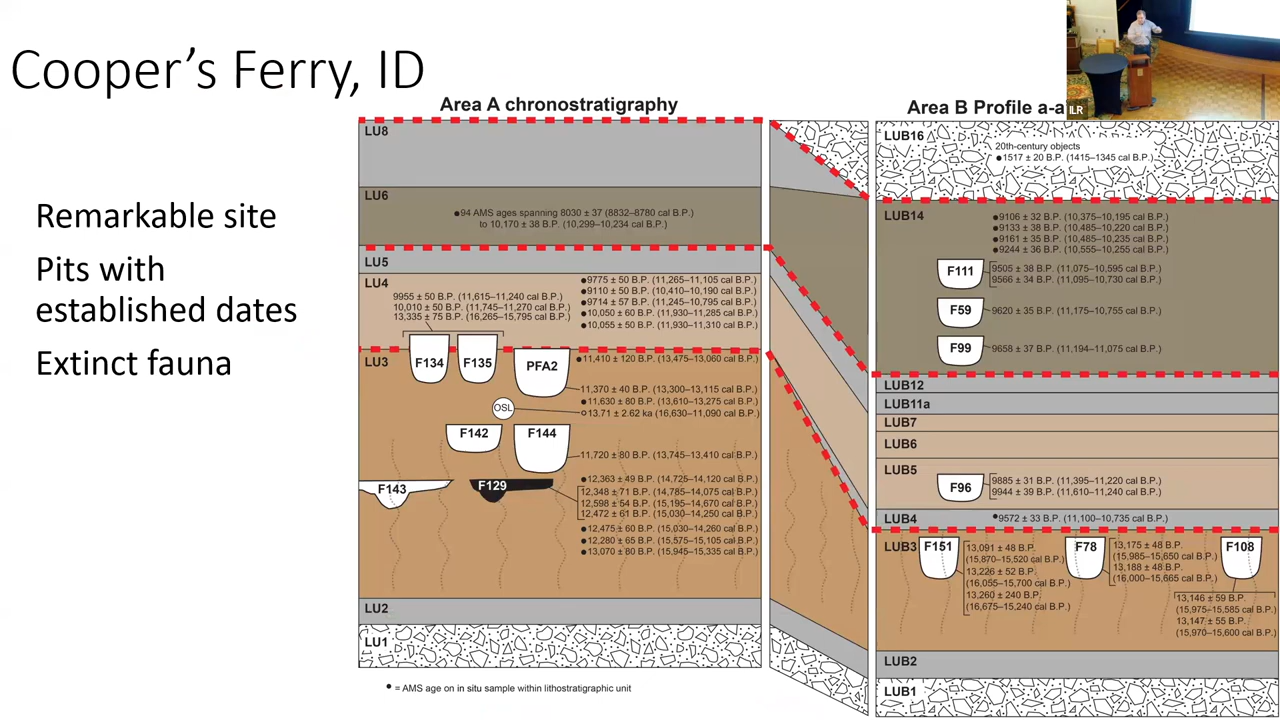 Cooper's Ferry, ID
Remarkable site
Pits with
established dates
Extinct fauna
Area A chronostratigraphy
LU8
LU6
●94 AMS ages spanning 8030 ± 37 (8832–8780 cal B.P.)
to 10,170 ± 38 B.P. (10,299–10,234 cal B.P.)
LU5
LU4
9955 ± 50 B.P. (11,615–11,240 cal B.P.)
10,010 ± 50 B.P. (11,745–11,270 cal B.P.)
13,335 ± 75 B.P. (16,265–15,795 cal B.P.)
●9775 ± 50 B.P. (11,265–11,105 cal B.P.)
●9110 ± 50 B.P. (10,410–10,190 cal B.P.)
●9714 ± 57 B.P. (11,245–10,795 cal B.P.)
●10,050 ± 60 B.P. (11,930–11,285 cal B.P.)
●10,055 ± 50 B.P. (11,930–11,310 cal B.P.)
LU3
F134
F135
PFA2
●11,410 ± 120 B.P. (13,475–13,060 cal B.P.)
11,370 ± 40 B.P. (13,300–13,115 cal B.P.)
●11,630 ± 80 B.P. (13,610–13,275 cal B.P.)
OSL
○13.71 ± 2.62 ka (16,630–11,090 cal B.P.)
F142
F144
11,720 ± 80 B.P. (13,745–13,410 cal B.P.)
●12,363 ± 49 B.P. (14,725–14,120 cal B.P.)
F143
F129
12,348 ± 71 B.P. (14,785–14,075 cal B.P.)
12,598 ± 54 B.P. (15,195–14,670 cal B.P.)
12,472 ± 61 B.P. (15,030–14,250 cal B.P.)
●12,475 ± 60 B.P. (15,030–14,260 cal B.P.)
●12,280 ± 65 B.P. (15,575–15,105 cal B.P.)
●13,070 ± 80 B.P. (15,945–15,335 cal B.P.)
LU2
LU1
● = AMS age on in situ sample within lithostratigraphic unit
Area B Profile a-a
ILR
LUB16
20th-century objects
●1517 ± 20 B.P. (1415–1345 cal B.P.)
LUB14
●9106 ± 32 B.P. (10,375–10,195 cal B.P.)
●9133 ± 38 B.P. (10,485–10,220 cal B.P.)
●9161 ± 35 B.P. (10,485–10,235 cal B.P.)
●9244 ± 36 B.P. (10,555–10,255 cal B.P.)
F111
9505 ± 38 B.P. (11,075–10,595 cal B.P.)
9566 ± 34 B.P. (11,095–10,730 cal B.P.)
F59
9620 ± 35 B.P. (11,175–10,755 cal B.P.)
F99
9658 ± 37 B.P. (11,194–11,075 cal B.P.)
LUB12
LUB11a
LUB7
LUB6
LUB5
F96
9885 ± 31 B.P. (11,395–11,220 cal B.P.)
9944 ± 39 B.P. (11,610–11,240 cal B.P.)
LUB4
●9572 ± 33 B.P. (11,100–10,735 cal B.P.)
LUB3
F151
13,091 ± 48 B.P.
(15,870–15,520 cal B.P.)
13,226 ± 52 B.P.
(16,055–15,700 cal B.P.)
13,260 ± 240 B.P.
(16,675–15,240 cal B.P.)
F78
13,175 ± 48 B.P.
(15,985–15,650 cal B.P.)
13,188 ± 48 B.P.
(16,000–15,665 cal B.P.)
F108
13,146 ± 59 B.P.
(15,975–15,585 cal B.P.)
13,147 ± 55 B.P.
(15,970–15,600 cal B.P.)
LUB2
LUB1